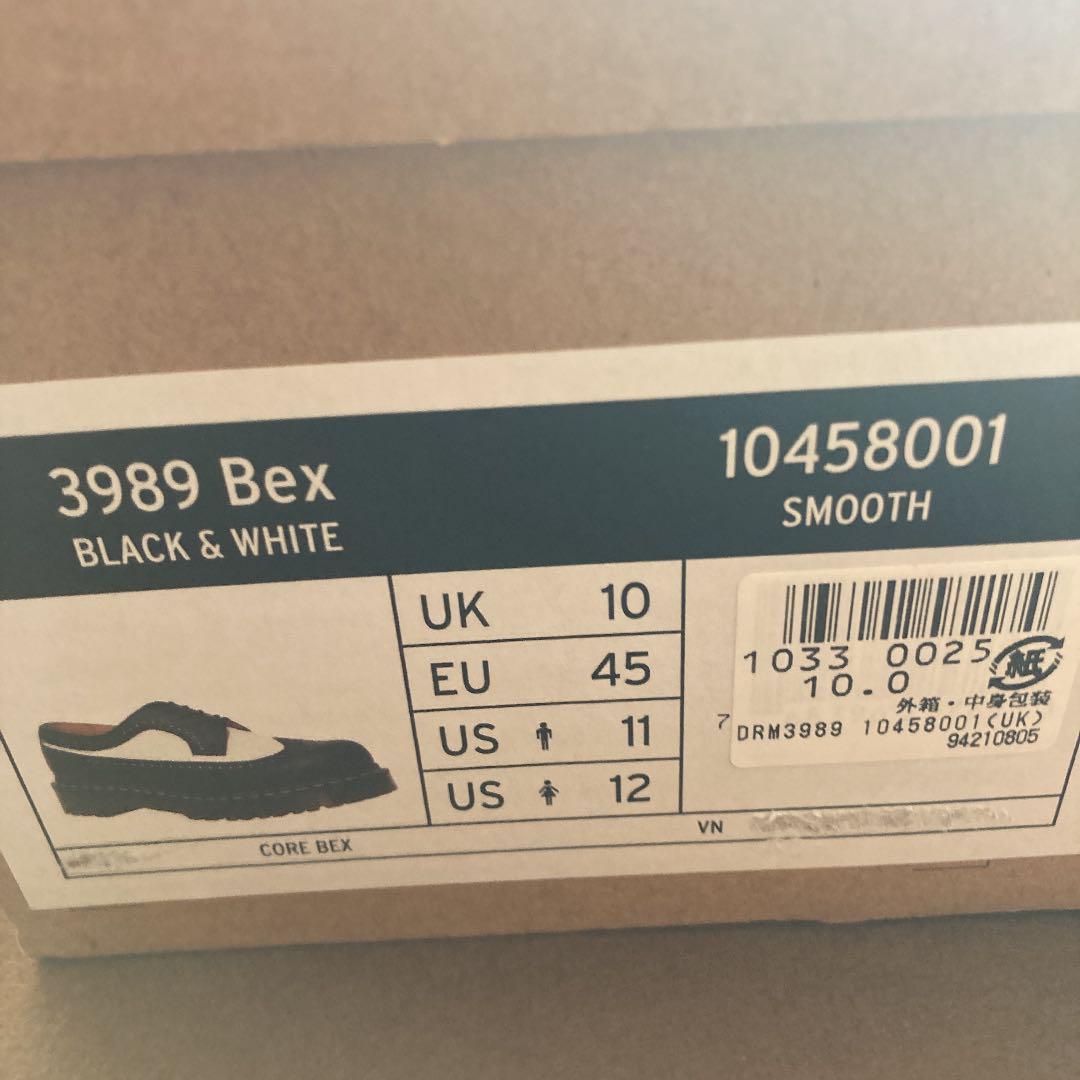 3989 Bex
BLACK & WHITE
10458001
SMOOTH
UK 10
EU 45
US 11
US 12
1033 0025
10.0
紙
外箱・中身包装
7
DRM3989 10458001(UK)
94210805
CORE BEX
VN